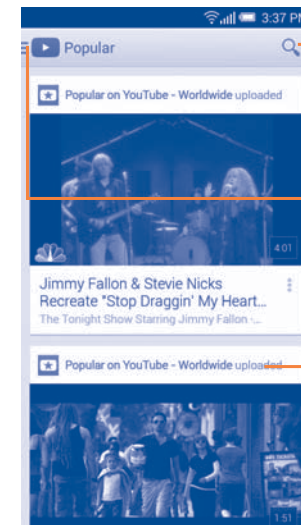 3:37 PM
Popular
Popular on YouTube - Worldwide uploaded
4:01
Jimmy Fallon & Stevie Nicks
Recreate "Stop Draggin' My Heart...
The Tonight Show Starring Jimmy Fallon -...
Popular on YouTube - Worldwide uploaded
1:51